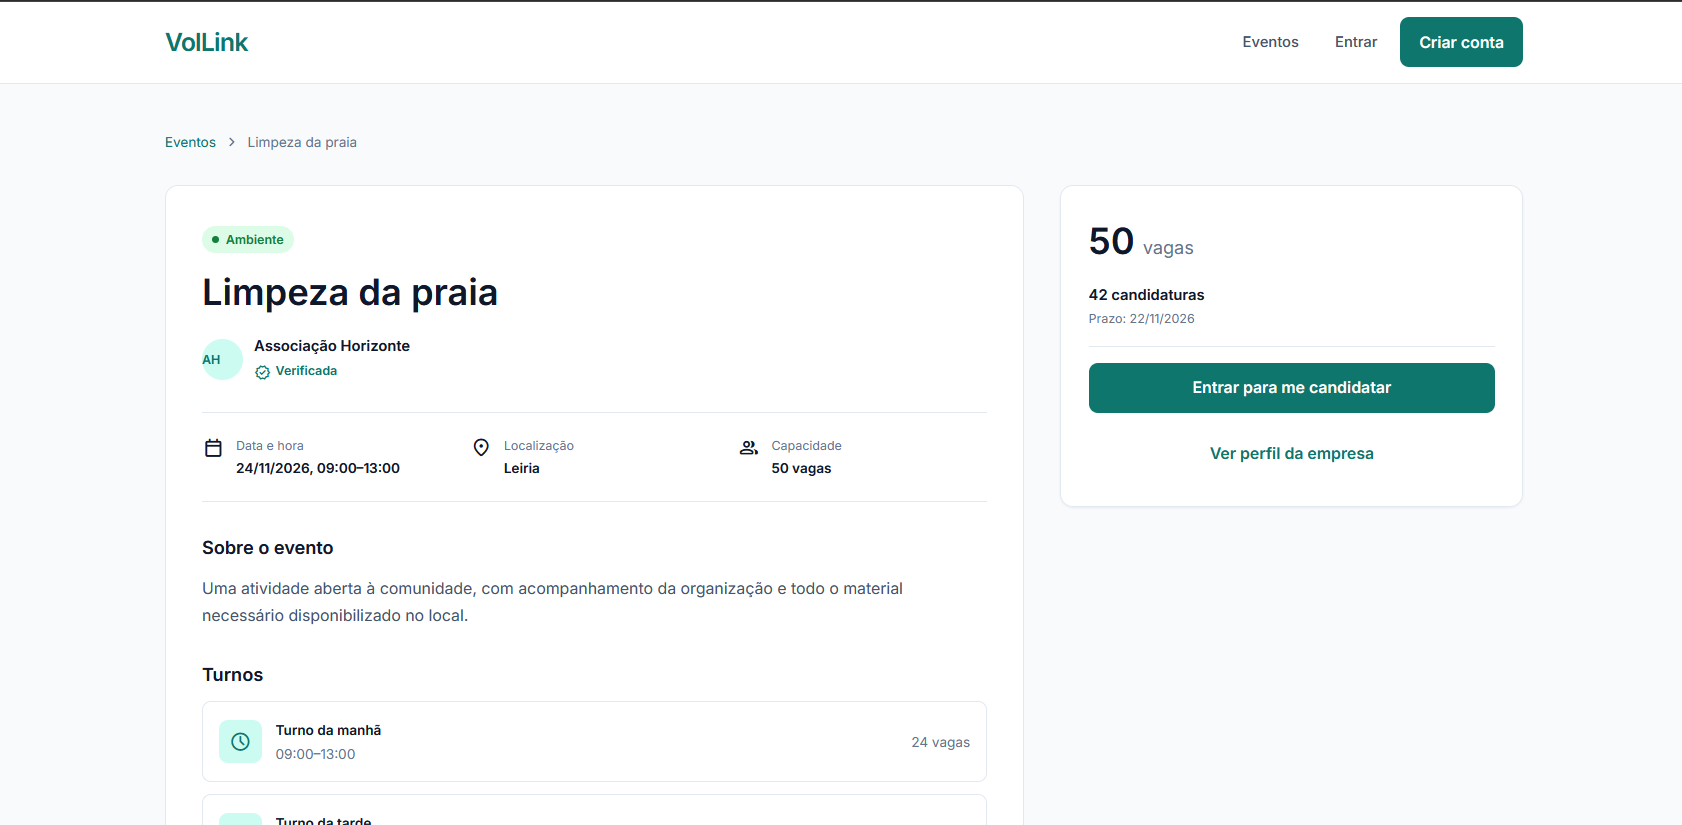 VolLink
Eventos
Entrar
Criar conta
Eventos > Limpeza da praia
Ambiente
Limpeza da praia
AH
Associação Horizonte
Verificada
Data e hora
24/11/2026, 09:00–13:00
Localização
Leiria
Capacidade
50 vagas
Sobre o evento
Uma atividade aberta à comunidade, com acompanhamento da organização e todo o material
necessário disponibilizado no local.
Turnos
Turno da manhã
09:00–13:00
24 vagas
Turno da tarde
50 vagas
42 candidaturas
Prazo: 22/11/2026
Entrar para me candidatar
Ver perfil da empresa